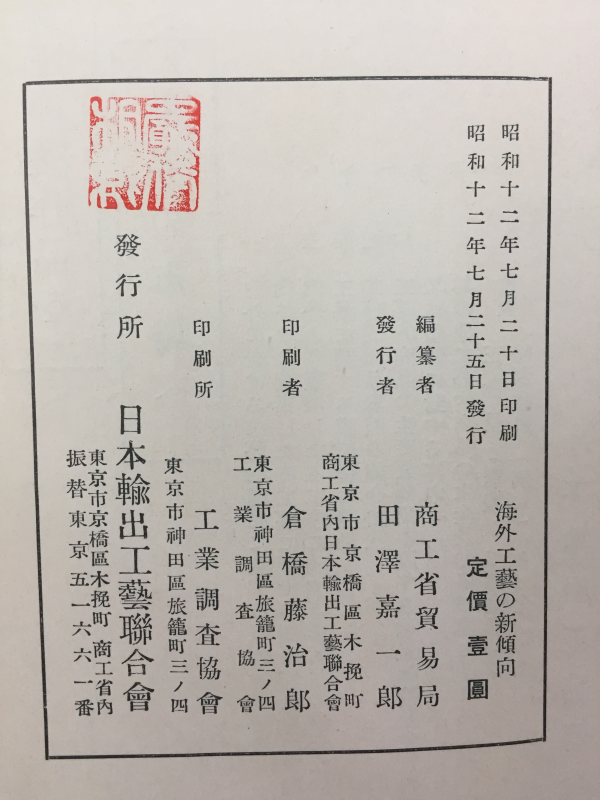 昭和十二年七月二十日印刷
海外工藝の新傾向
昭和十二年七月二十五日發行
定價壹圓
編纂者 商工省貿易局
發行者 田澤嘉一郎
東京市京橋區木挽町
商工省内日本輸出工藝聯合會
印刷者 倉橋藤治郎
東京市神田區旅籠町三ノ四
工業調査協會
印刷所 工業調査協會
東京市神田區旅籠町三ノ四
發行所 日本輸出工藝聯合會
東京市京橋區木挽町 商工省内
振替東京五一六六一番